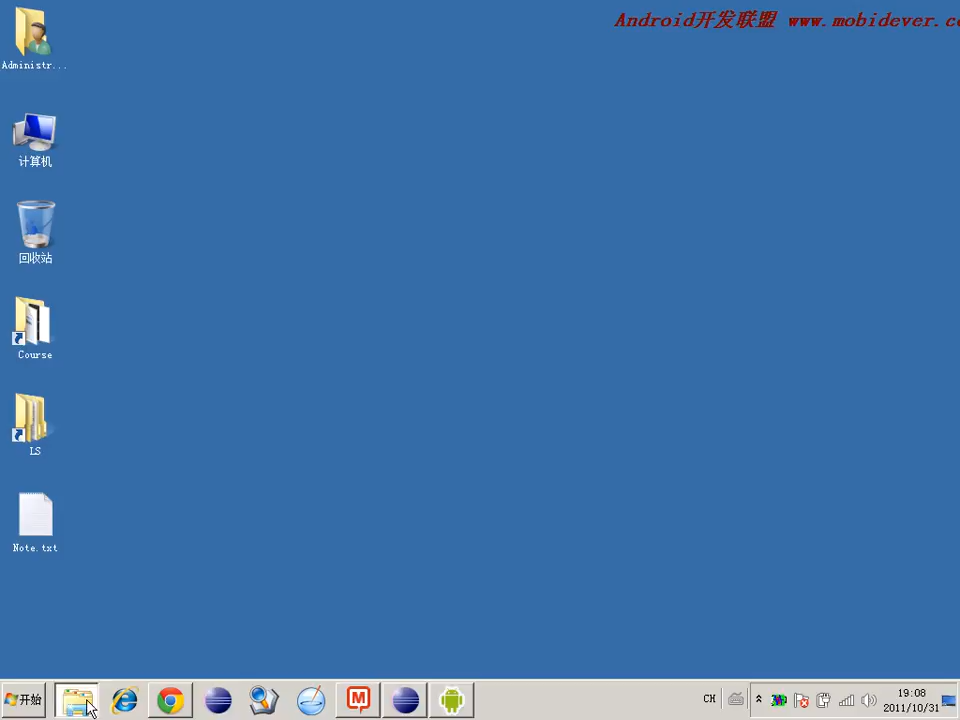 Android开发联盟 www.mobidever.c
Administr...
计算机
回收站
Course
LS
Note.txt
开始
CH
19:08
2011/10/31